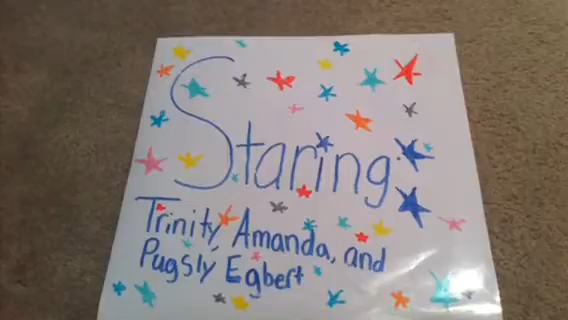 Staring
Trinity, Amanda, and
Pugsly, Egbert